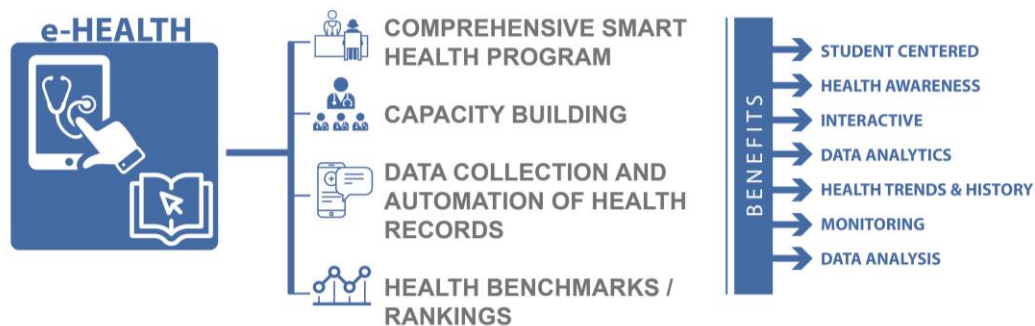 e-HEALTH
COMPREHENSIVE SMART
HEALTH PROGRAM
CAPACITY BUILDING
DATA COLLECTION AND
AUTOMATION OF HEALTH
RECORDS
HEALTH BENCHMARKS /
RANKINGS
BENEFITS
STUDENT CENTERED
HEALTH AWARENESS
INTERACTIVE
DATA ANALYTICS
HEALTH TRENDS & HISTORY
MONITORING
DATA ANALYSIS